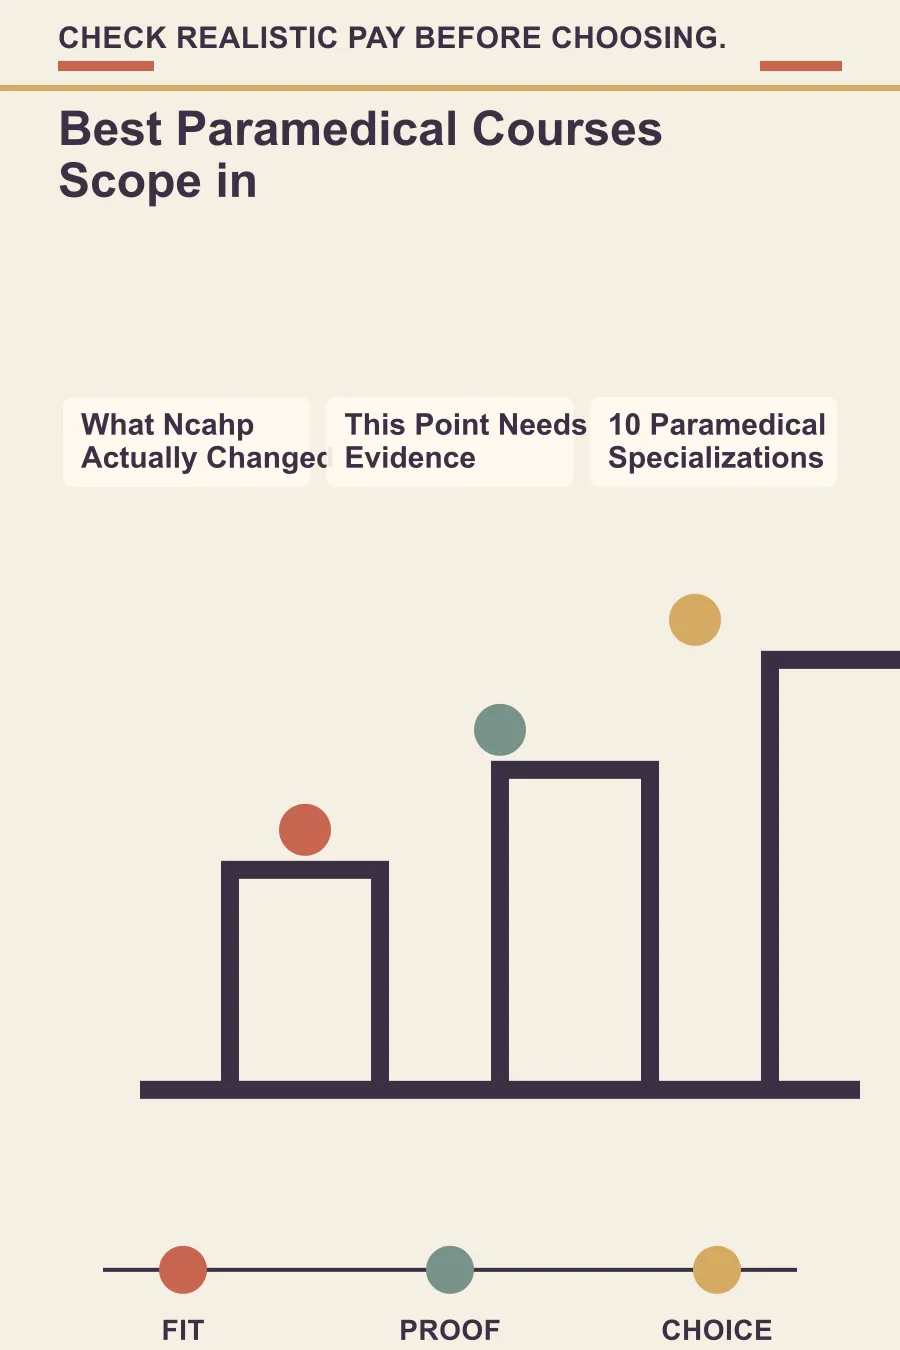 CHECK REALISTIC PAY BEFORE CHOOSING.
Best Paramedical Courses
Scope in
What Ncahp
Actually Changed
This Point Needs
Evidence
10 Paramedical
Specializations
FIT
PROOF
CHOICE